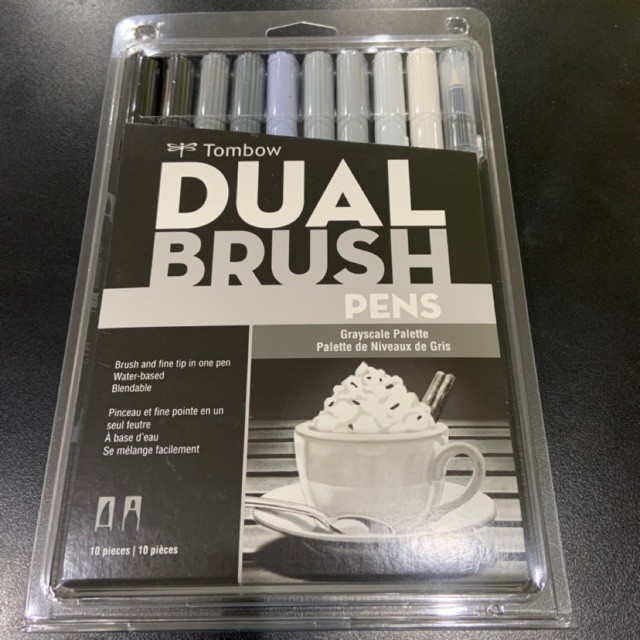 Tombow
DUAL
BRUSH
PENS
Grayscale Palette
Palette de Niveaux de Gris
Brush and fine tip in one pen
Water-based
Blendable
Pinceau et fine pointe en un
seul feutre
À base d'eau
Se mélange facilement
10 pieces | 10 pièces